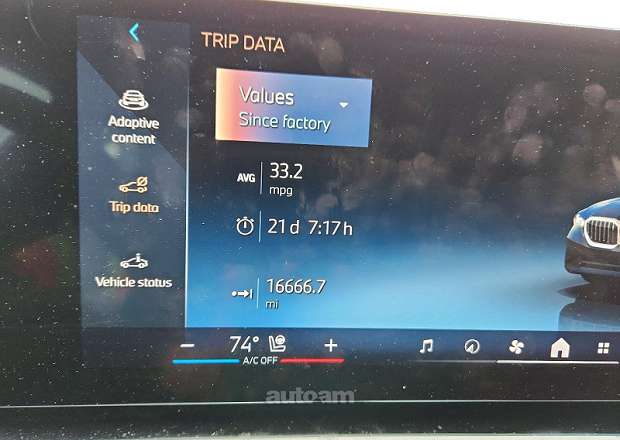 TRIP DATA
Values
Since factory
Adaptive
content
Trip data
Vehicle status
AVG 33.2
mpg
21 d 7:17 h
16666.7
mi
− 74° +
A/C OFF
autoam